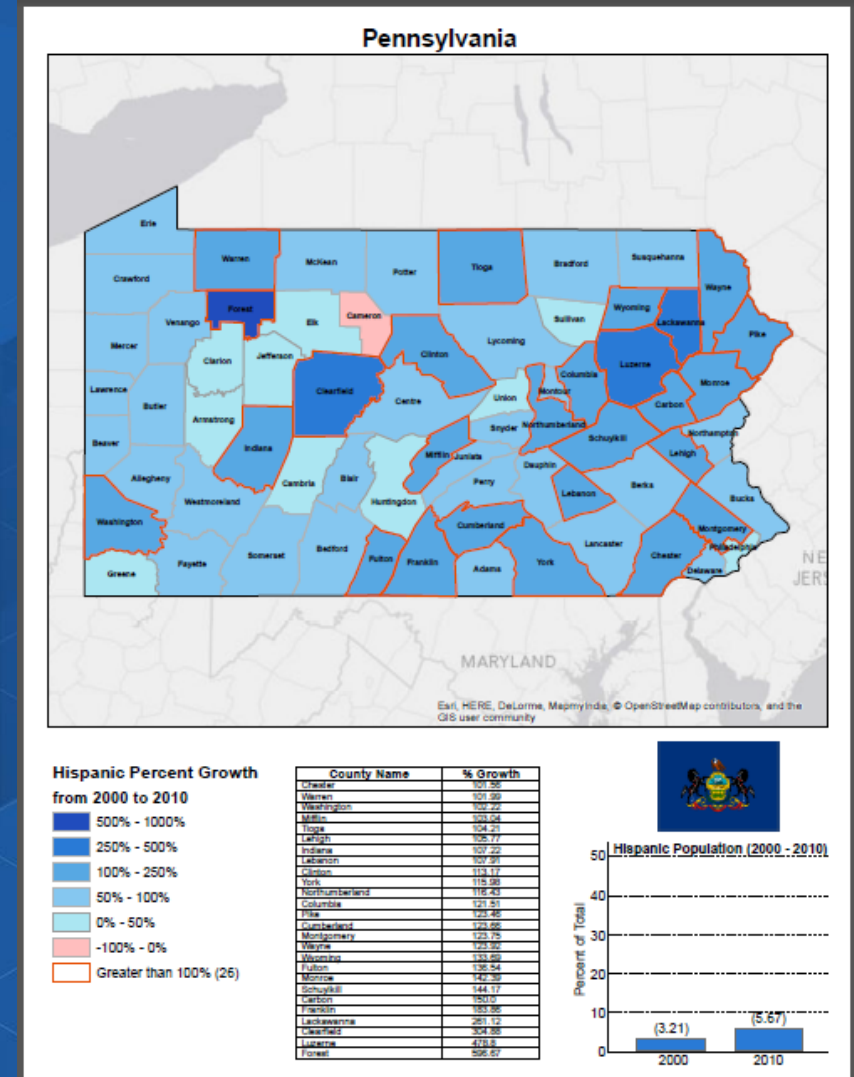 Pennsylvania
Erie
Warren
McKean
Potter
Tioga
Bradford
Susquehanna
Wayne
Crawford
Forest
Elk
Cameron
Sullivan
Wyoming
Lackawanna
Pike
Venango
Mercer
Clarion
Jefferson
Clinton
Lycoming
Luzerne
Columbia
Monroe
Lawrence
Butler
Clearfield
Centre
Union
Montour
Carbon
Armstrong
Snyder
Northumberland
Schuylkill
Northampton
Beaver
Indiana
Mifflin
Juniata
Lehigh
Allegheny
Cambria
Blair
Huntingdon
Perry
Dauphin
Lebanon
Berks
Bucks
Westmoreland
Washington
Cumberland
Montgomery
Philadelphia
Greene
Fayette
Somerset
Bedford
Fulton
Franklin
Adams
York
Lancaster
Chester
Delaware
NE
JERS
MARYLAND
Esri, HERE, DeLorme, MapmyIndia, © OpenStreetMap contributors, and the
GIS user community
Hispanic Percent Growth
from 2000 to 2010
500% - 1000%
250% - 500%
100% - 250%
50% - 100%
0% - 50%
-100% - 0%
Greater than 100% (26)
County Name % Growth
Chester 101.56
Warren 101.99
Washington 102.22
Mifflin 103.04
Tioga 104.21
Lehigh 105.77
Indiana 107.22
Lebanon 107.91
Clinton 113.17
York 115.98
Northumberland 116.43
Columbia 121.51
Pike 123.46
Cumberland 123.66
Montgomery 123.75
Wayne 123.92
Wyoming 133.69
Fulton 136.54
Monroe 142.39
Schuylkill 144.17
Carbon 150.0
Franklin 183.86
Lackawanna 261.12
Clearfield 304.88
Luzerne 478.8
Forest 596.67
Hispanic Population (2000 - 2010)
Percent of Total
50
40
30
20
10
0
(3.21)
(5.67)
2000
2010